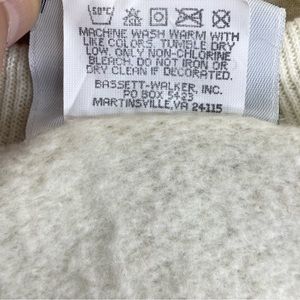 50°C
MACHINE WASH WARM WITH
LIKE COLORS. TUMBLE DRY
LOW. ONLY NON-CHLORINE
BLEACH. DO NOT IRON OR
DRY CLEAN IF DECORATED.
BASSETT-WALKER, INC.
PO BOX 5423
MARTINSVILLE, VA 24115